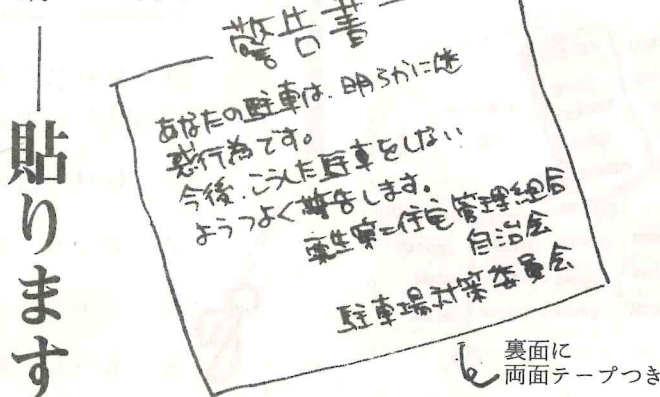 警告書
あなたの駐車は、明らかに迷
惑行為です。
今後、こうした駐車をしない
ようつよく警告します。
第二住宅管理組合
自治会
駐車場対策委員会
裏面に
両面テープつき
貼ります